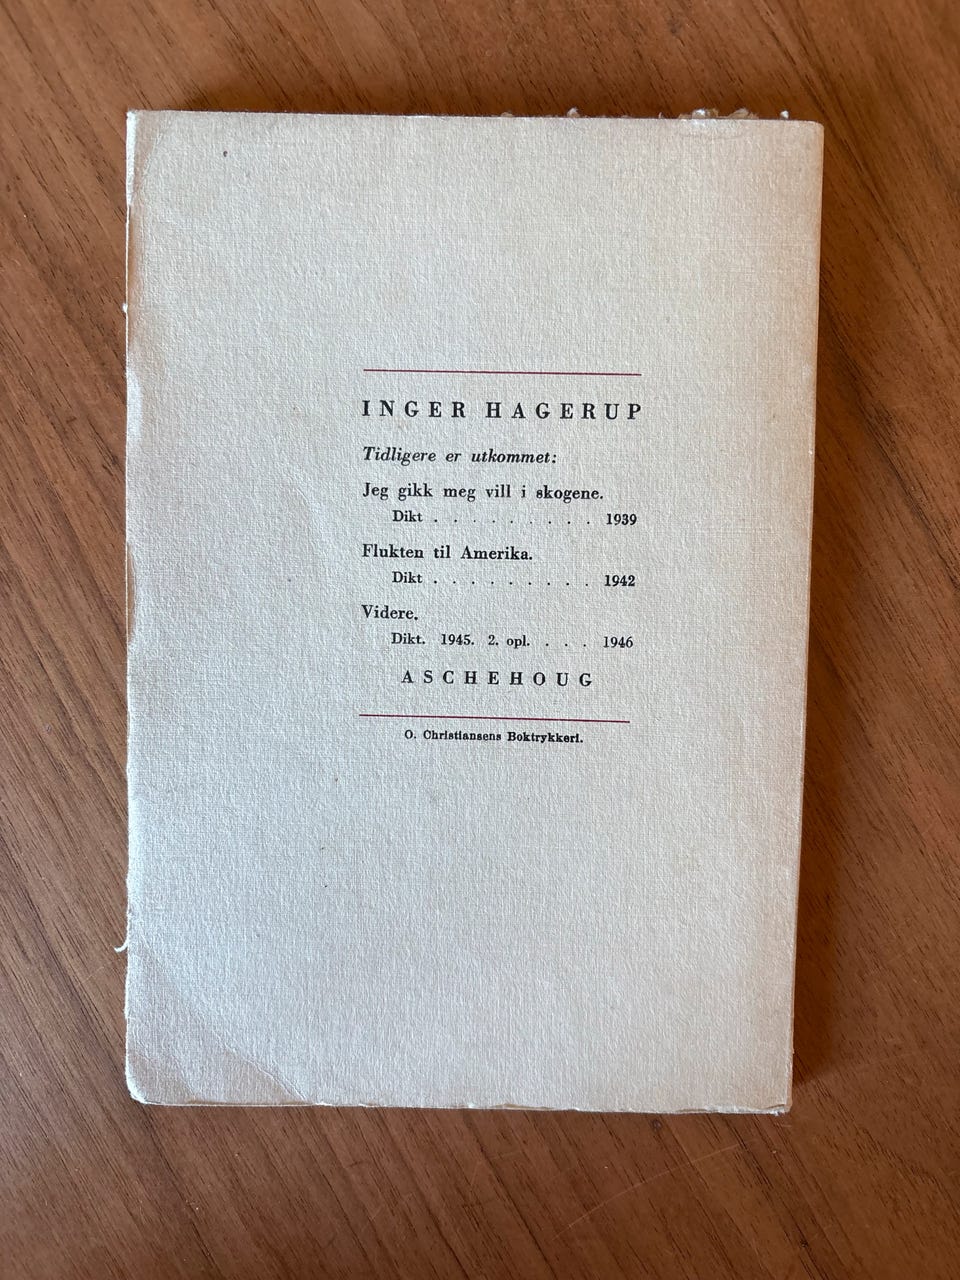 INGER HAGERUP
Tidligere er utkommet:
Jeg gikk meg vill i skogene.
Dikt . . . . . . . . . 1939
Flukten til Amerika.
Dikt . . . . . . . . . 1942
Videre.
Dikt. 1945. 2. opl. . . . 1946
ASCHEHOUG
O. Christiansens Boktrykkeri.